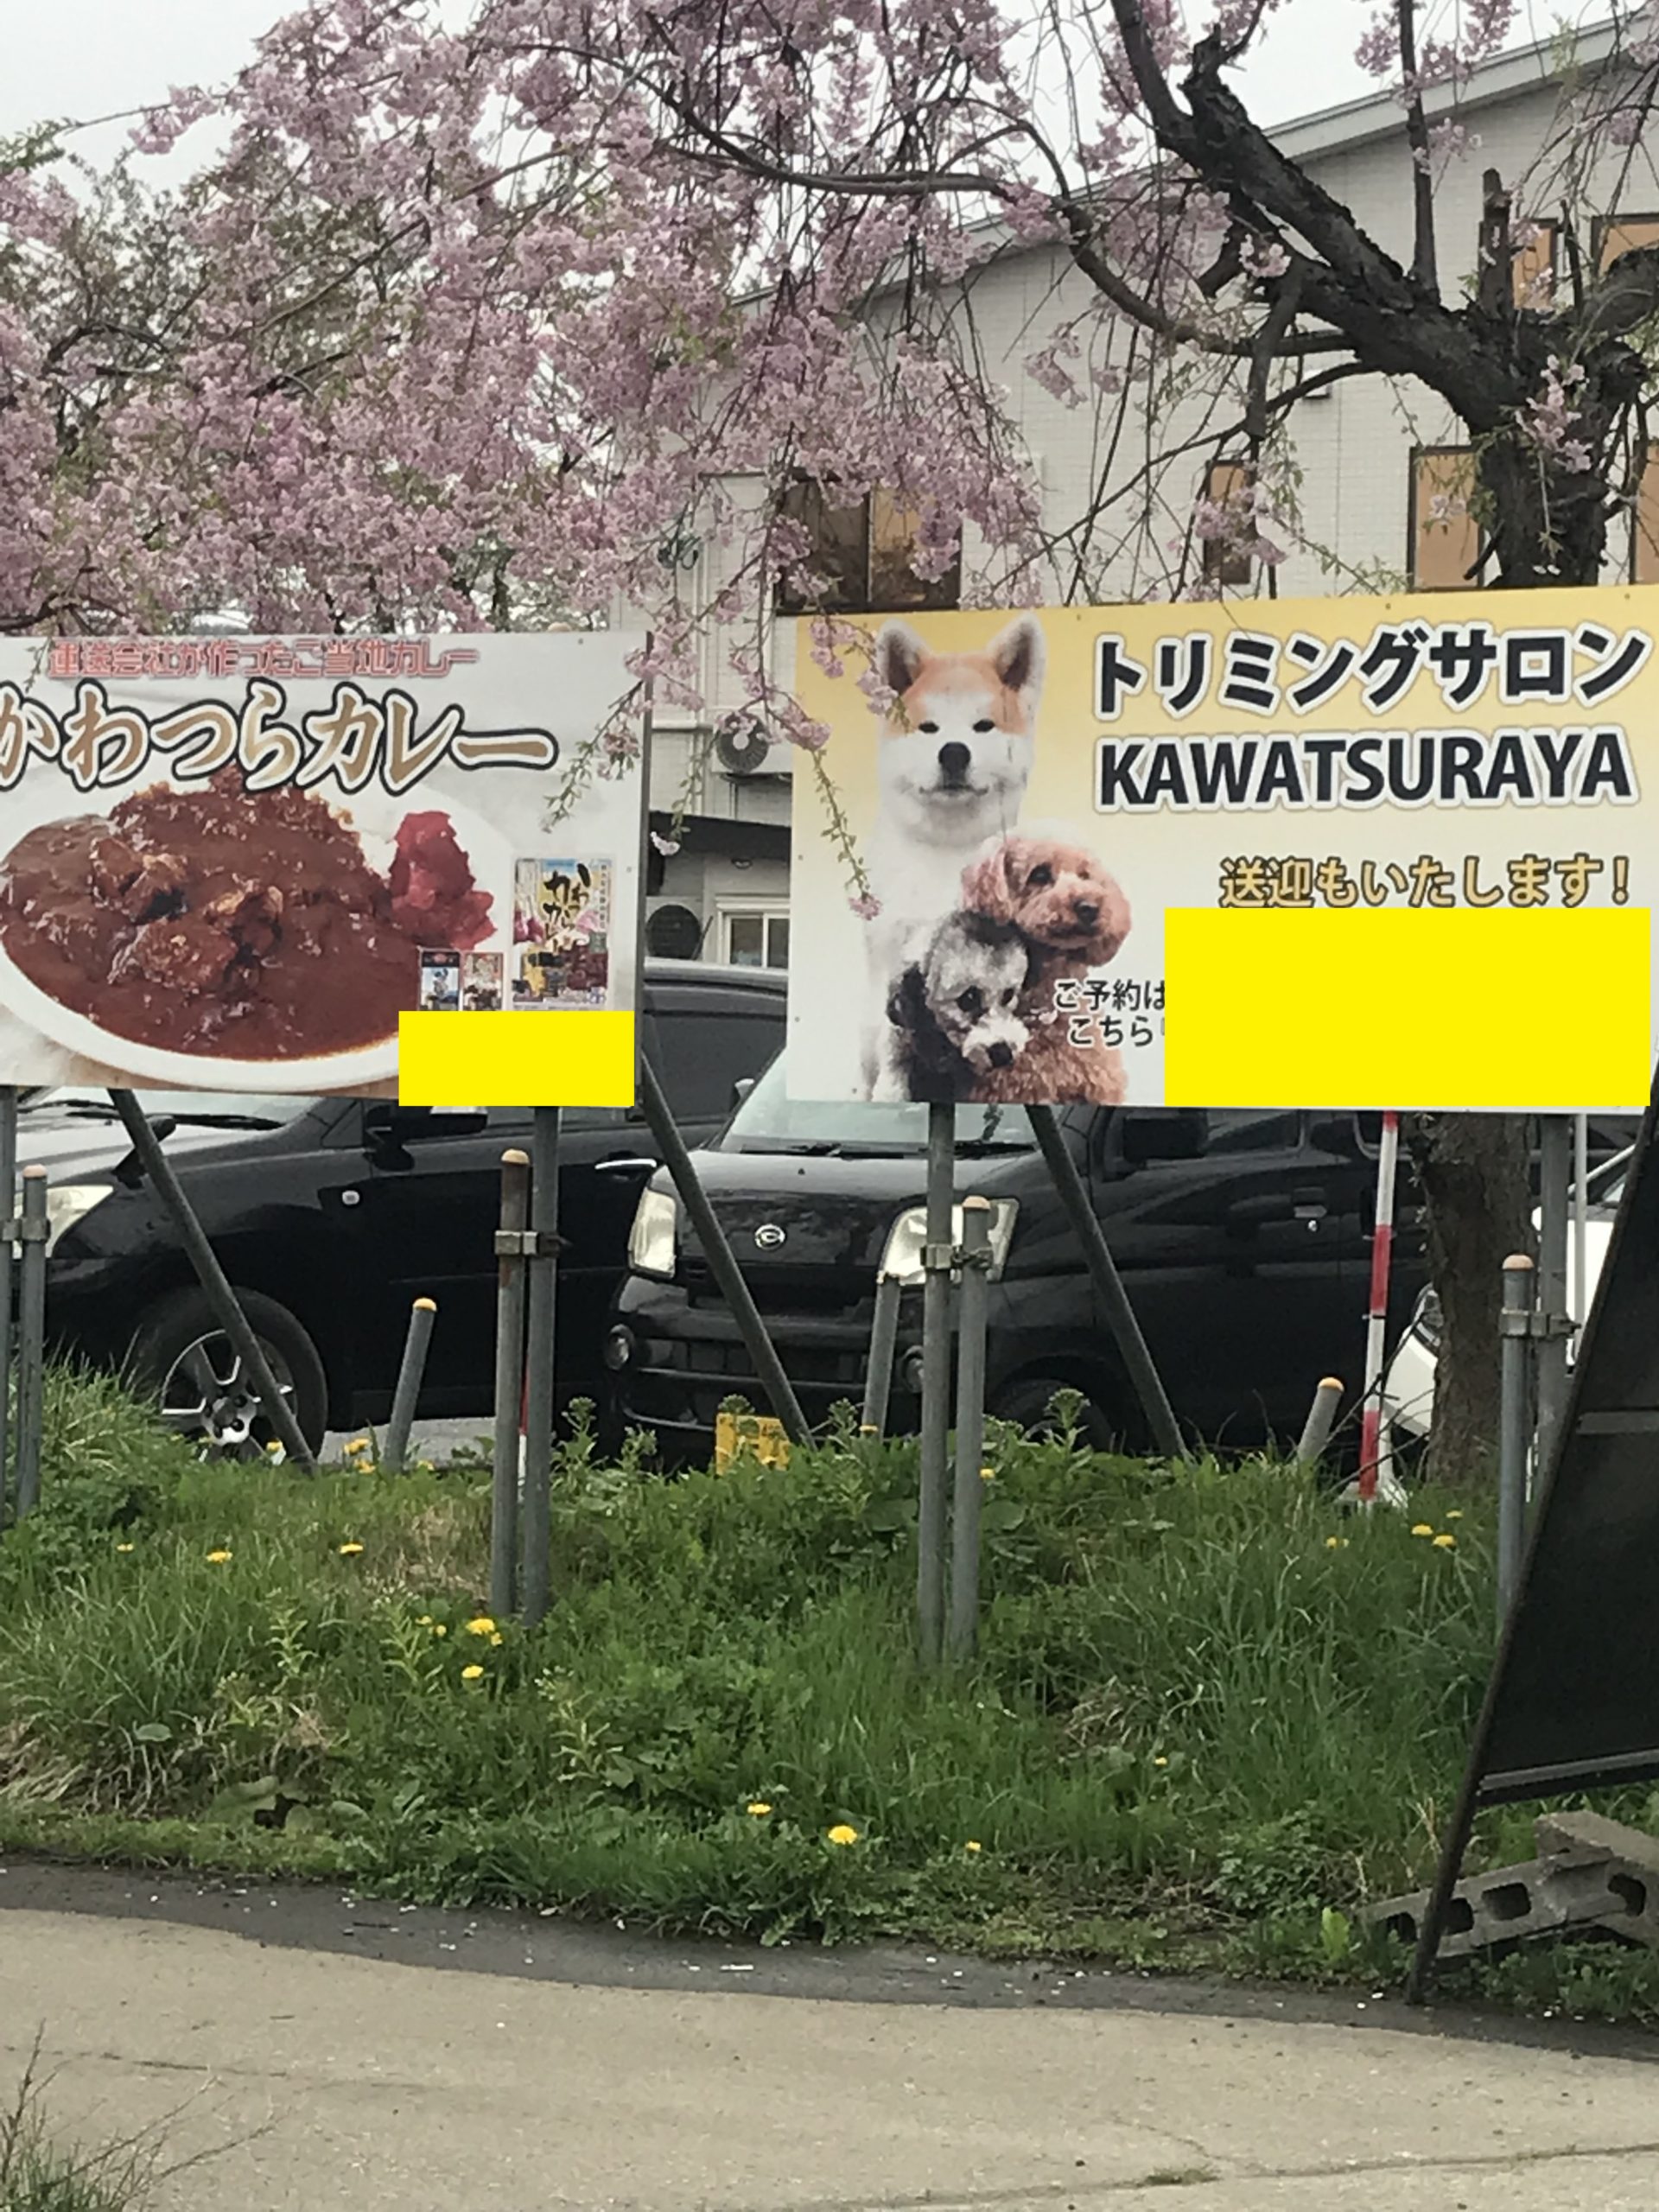 運送会社が作ったご当地カレー
かわつらカレー
トリミングサロン
KAWATSURAYA
送迎もいたします!
ご予約は
こちら